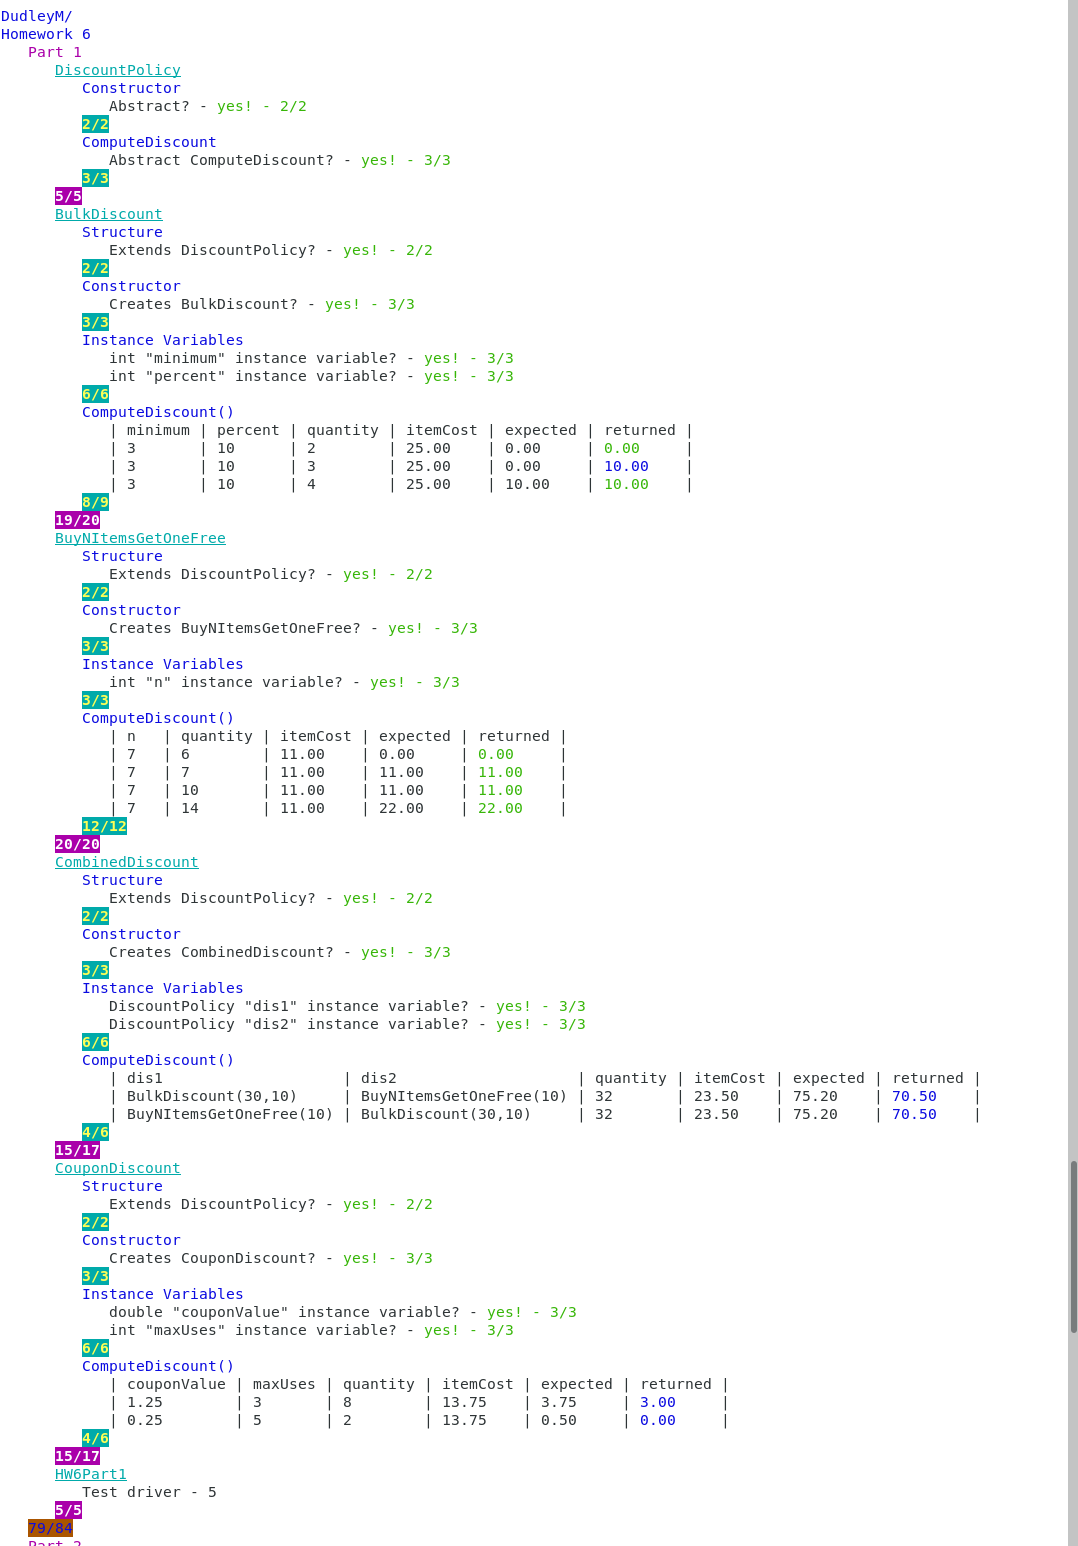 DudleyM/
Homework 6
Part 1
DiscountPolicy
Constructor
Abstract? - yes! - 2/2
2/2
ComputeDiscount
Abstract ComputeDiscount? - yes! - 3/3
3/3
5/5
BulkDiscount
Structure
Extends DiscountPolicy? - yes! - 2/2
2/2
Constructor
Creates BulkDiscount? - yes! - 3/3
3/3
Instance Variables
int "minimum" instance variable? - yes! - 3/3
int "percent" instance variable? - yes! - 3/3
6/6
ComputeDiscount()
| minimum | percent | quantity | itemCost | expected | returned |
| 3       | 10      | 2        | 25.00    | 0.00     | 0.00     |
| 3       | 10      | 3        | 25.00    | 0.00     | 10.00    |
| 3       | 10      | 4        | 25.00    | 10.00    | 10.00    |
8/9
19/20
BuyNItemsGetOneFree
Structure
Extends DiscountPolicy? - yes! - 2/2
2/2
Constructor
Creates BuyNItemsGetOneFree? - yes! - 3/3
3/3
Instance Variables
int "n" instance variable? - yes! - 3/3
3/3
ComputeDiscount()
| n   | quantity | itemCost | expected | returned |
| 7   | 6        | 11.00    | 0.00     | 0.00     |
| 7   | 7        | 11.00    | 11.00    | 11.00    |
| 7   | 10       | 11.00    | 11.00    | 11.00    |
| 7   | 14       | 11.00    | 22.00    | 22.00    |
12/12
20/20
CombinedDiscount
Structure
Extends DiscountPolicy? - yes! - 2/2
2/2
Constructor
Creates CombinedDiscount? - yes! - 3/3
3/3
Instance Variables
DiscountPolicy "dis1" instance variable? - yes! - 3/3
DiscountPolicy "dis2" instance variable? - yes! - 3/3
6/6
ComputeDiscount()
| dis1                    | dis2                    | quantity | itemCost | expected | returned |
| BulkDiscount(30,10)     | BuyNItemsGetOneFree(10) | 32       | 23.50    | 75.20    | 70.50    |
| BuyNItemsGetOneFree(10) | BulkDiscount(30,10)     | 32       | 23.50    | 75.20    | 70.50    |
4/6
15/17
CouponDiscount
Structure
Extends DiscountPolicy? - yes! - 2/2
2/2
Constructor
Creates CouponDiscount? - yes! - 3/3
3/3
Instance Variables
double "couponValue" instance variable? - yes! - 3/3
int "maxUses" instance variable? - yes! - 3/3
6/6
ComputeDiscount()
| couponValue | maxUses | quantity | itemCost | expected | returned |
| 1.25        | 3       | 8        | 13.75    | 3.75     | 3.00     |
| 0.25        | 5       | 2        | 13.75    | 0.50     | 0.00     |
4/6
15/17
HW6Part1
Test driver - 5
5/5
79/84
Part 2